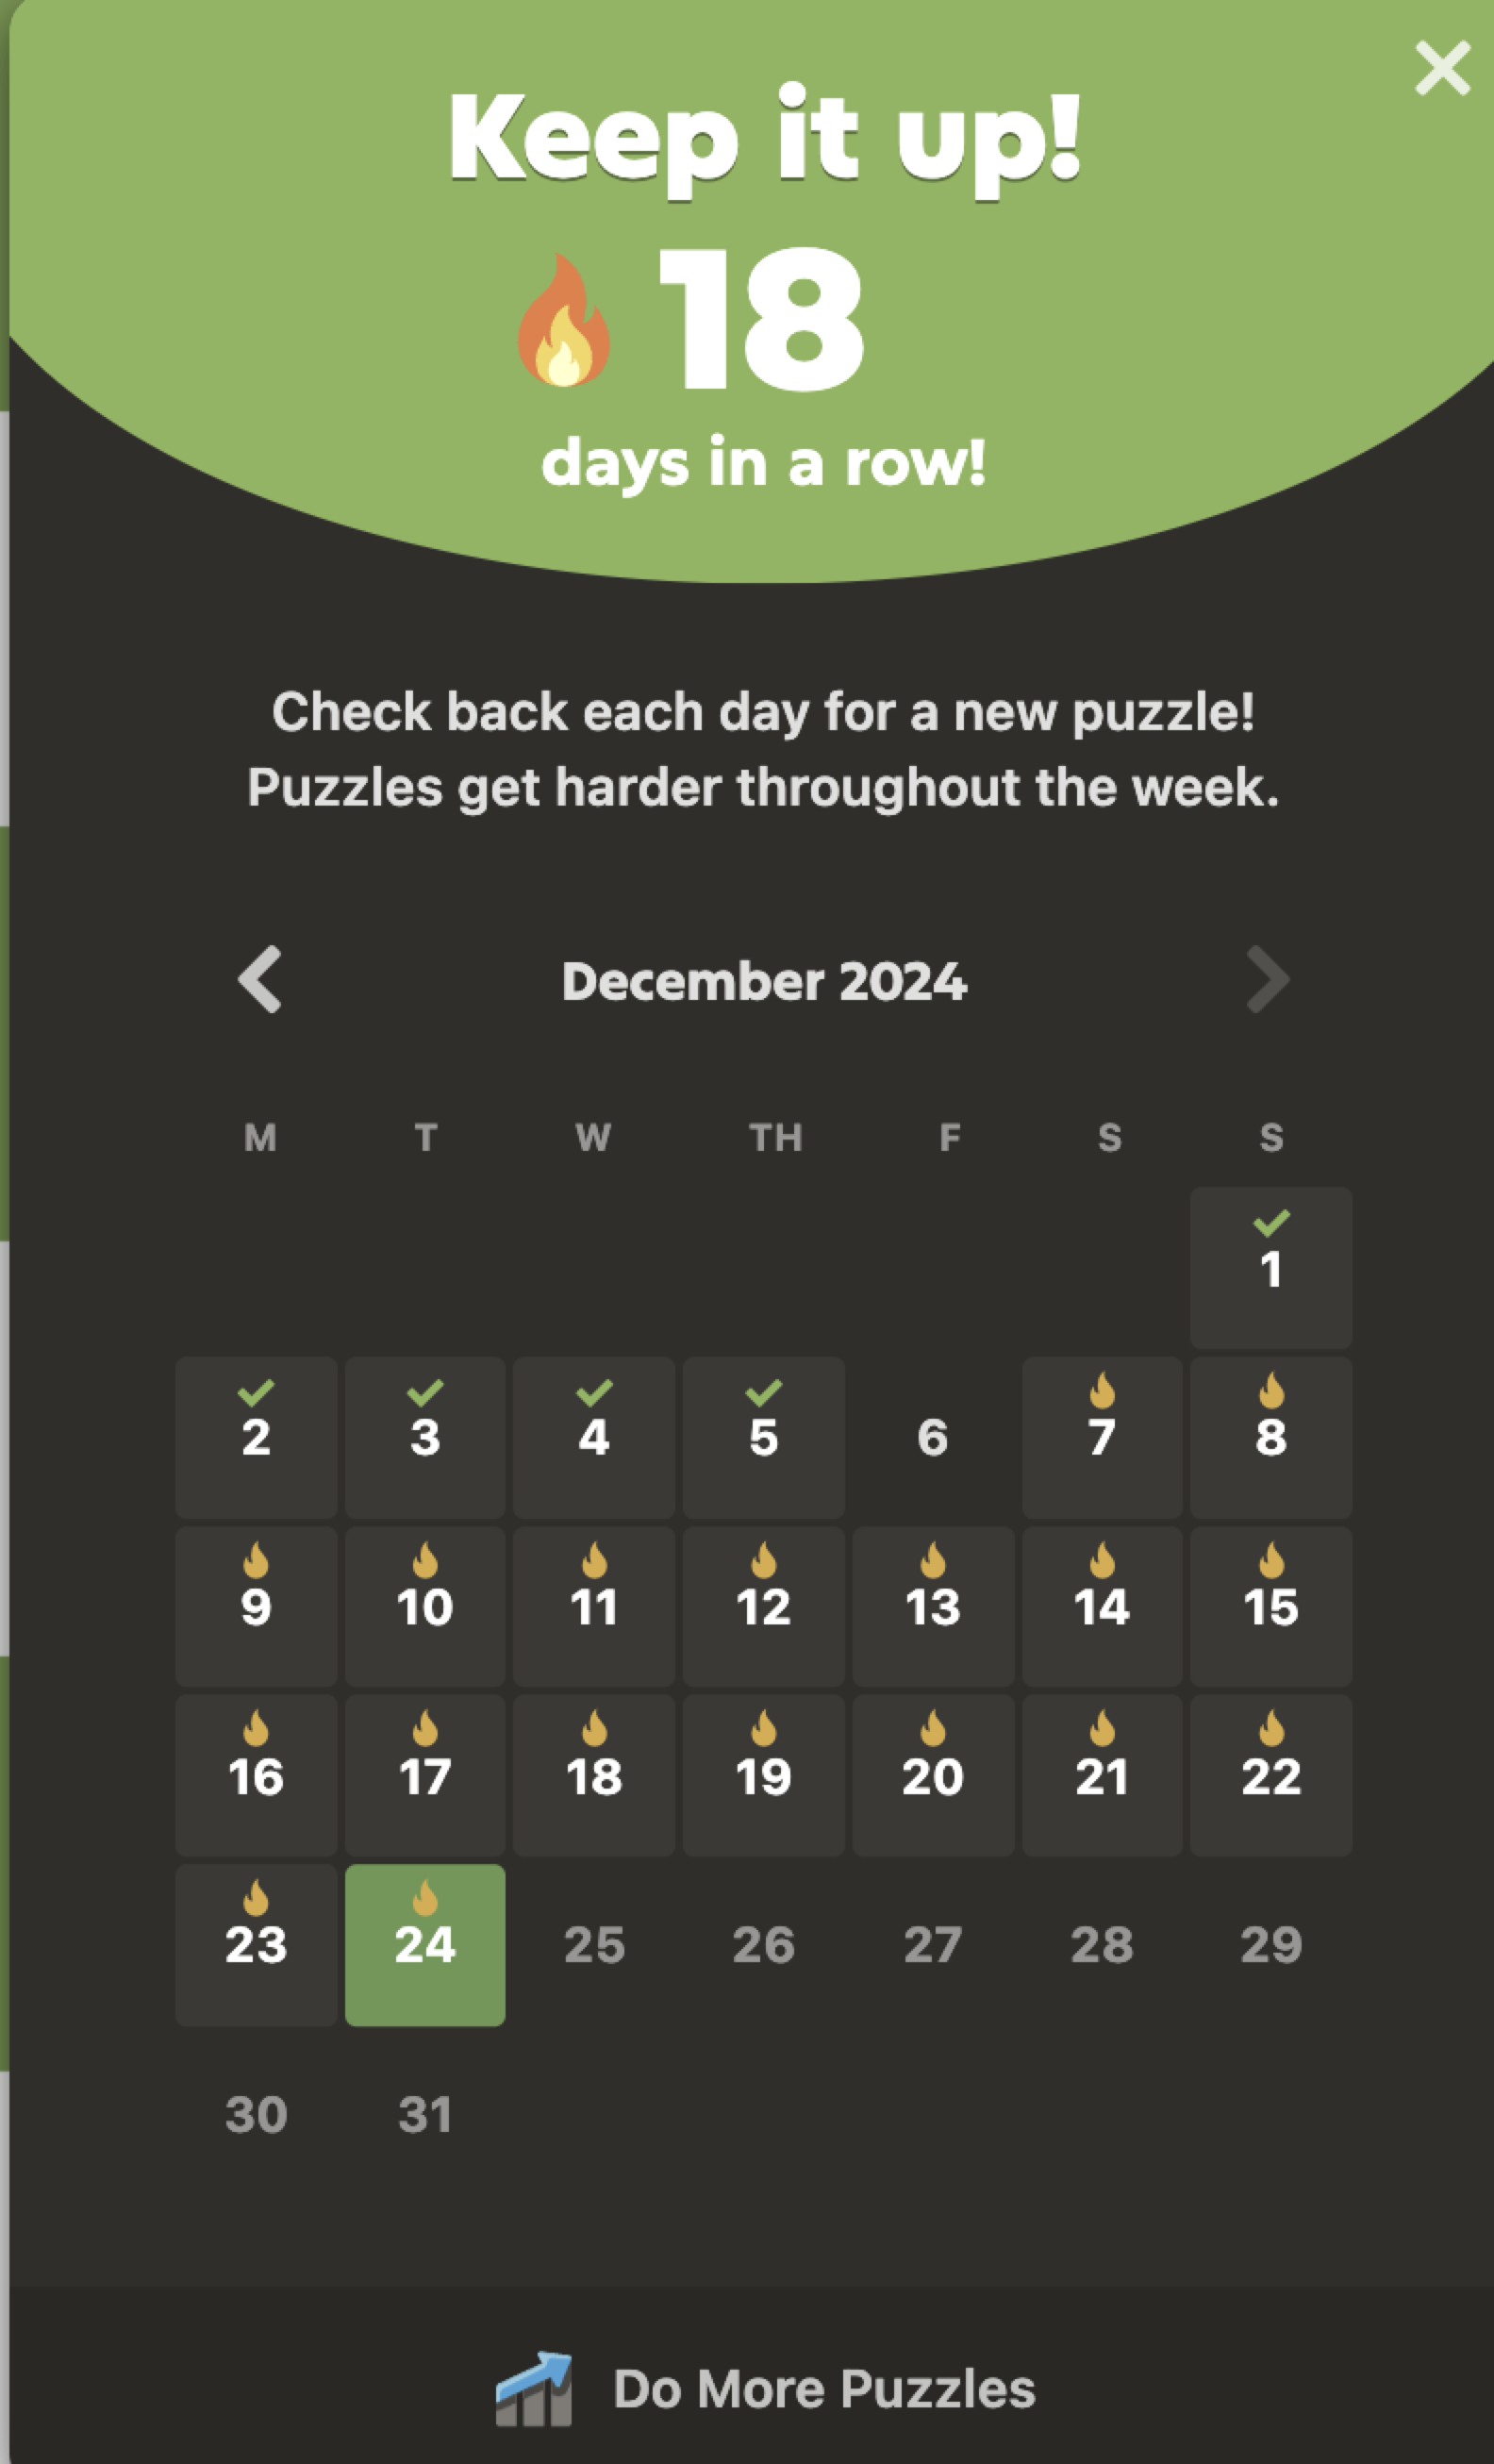 Keep it up!
18
days in a row!
Check back each day for a new puzzle!
Puzzles get harder throughout the week.
December 2024
M T W TH F S S
1
2 3 4 5 6 7 8
9 10 11 12 13 14 15
16 17 18 19 20 21 22
23 24 25 26 27 28 29
30 31
Do More Puzzles